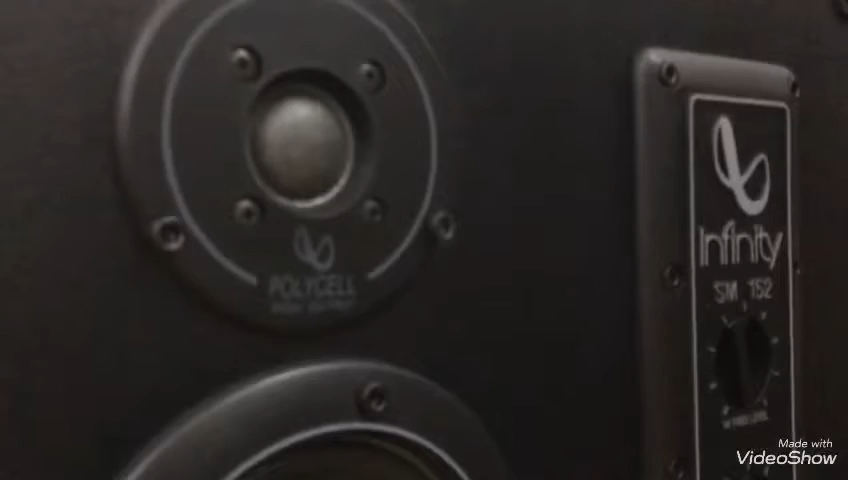 POLYCELL
Infinity
SM 152
Made with
VideoShow